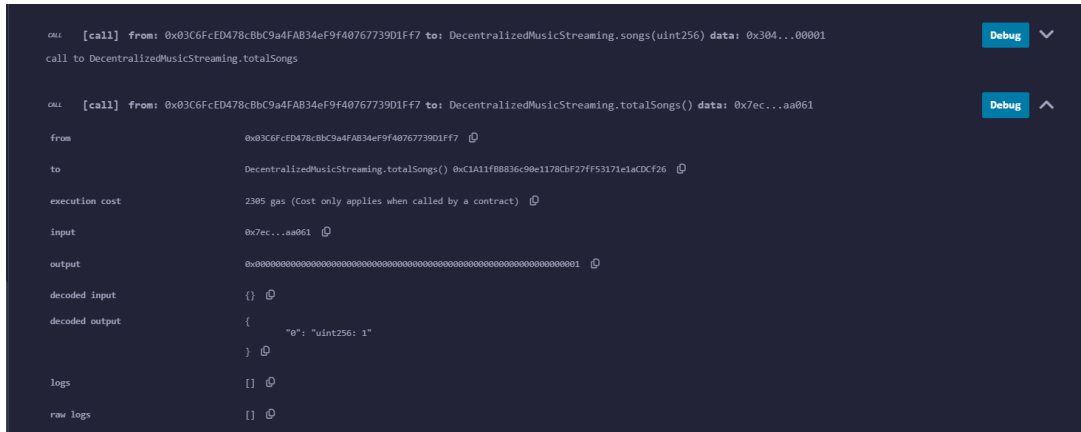 CALL [call] from: 0x03C6FcED478cBbC9a4FAB34eF9f40767739D1Ff7 to: DecentralizedMusicStreaming.songs(uint256) data: 0x304...00001 Debug
call to DecentralizedMusicStreaming.totalSongs
CALL [call] from: 0x03C6FcED478cBbC9a4FAB34eF9f40767739D1Ff7 to: DecentralizedMusicStreaming.totalSongs() data: 0x7ec...aa061 Debug
from 0x03C6FcED478cBbC9a4FAB34eF9f40767739D1Ff7
to DecentralizedMusicStreaming.totalSongs() 0xC1A11fBB836c90e1178CbF27fF53171e1aCDCf26
execution cost 2305 gas (Cost only applies when called by a contract)
input 0x7ec...aa061
output 0x0000000000000000000000000000000000000000000000000000000000000001
decoded input {}
decoded output {
"0": "uint256: 1"
}
logs []
raw logs []